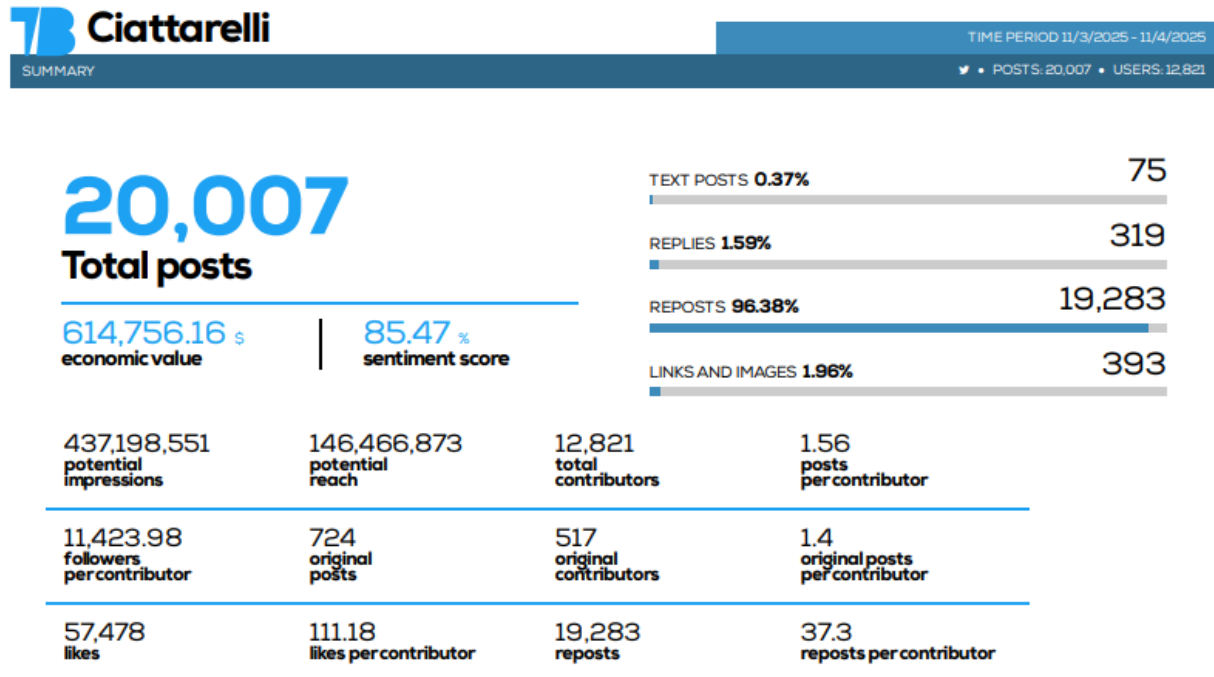 TB Ciattarelli
TIME PERIOD 11/3/2025 - 11/4/2025
SUMMARY
• POSTS: 20,007 • USERS: 12,821
20,007
Total posts
614,756.16 $
economic value
85.47 %
sentiment score
TEXT POSTS 0.37% 75
REPLIES 1.59% 319
REPOSTS 96.38% 19,283
LINKS AND IMAGES 1.96% 393
437,198,551
potential
impressions
146,466,873
potential
reach
12,821
total
contributors
1.56
posts
per contributor
11,423.98
followers
per contributor
724
original
posts
517
original
contributors
1.4
original posts
per contributor
57,478
likes
111.18
likes per contributor
19,283
reposts
37.3
reposts per contributor